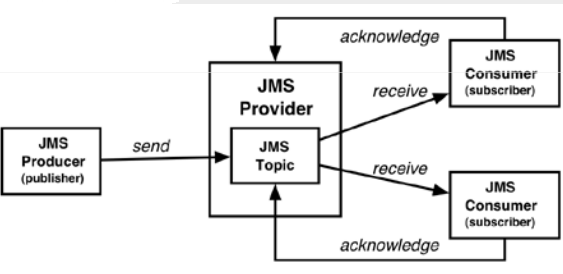 acknowledge
JMS
Consumer
(subscriber)
JMS
Provider
receive
JMS
Producer
(publisher)
send
JMS
Topic
receive
JMS
Consumer
(subscriber)
acknowledge